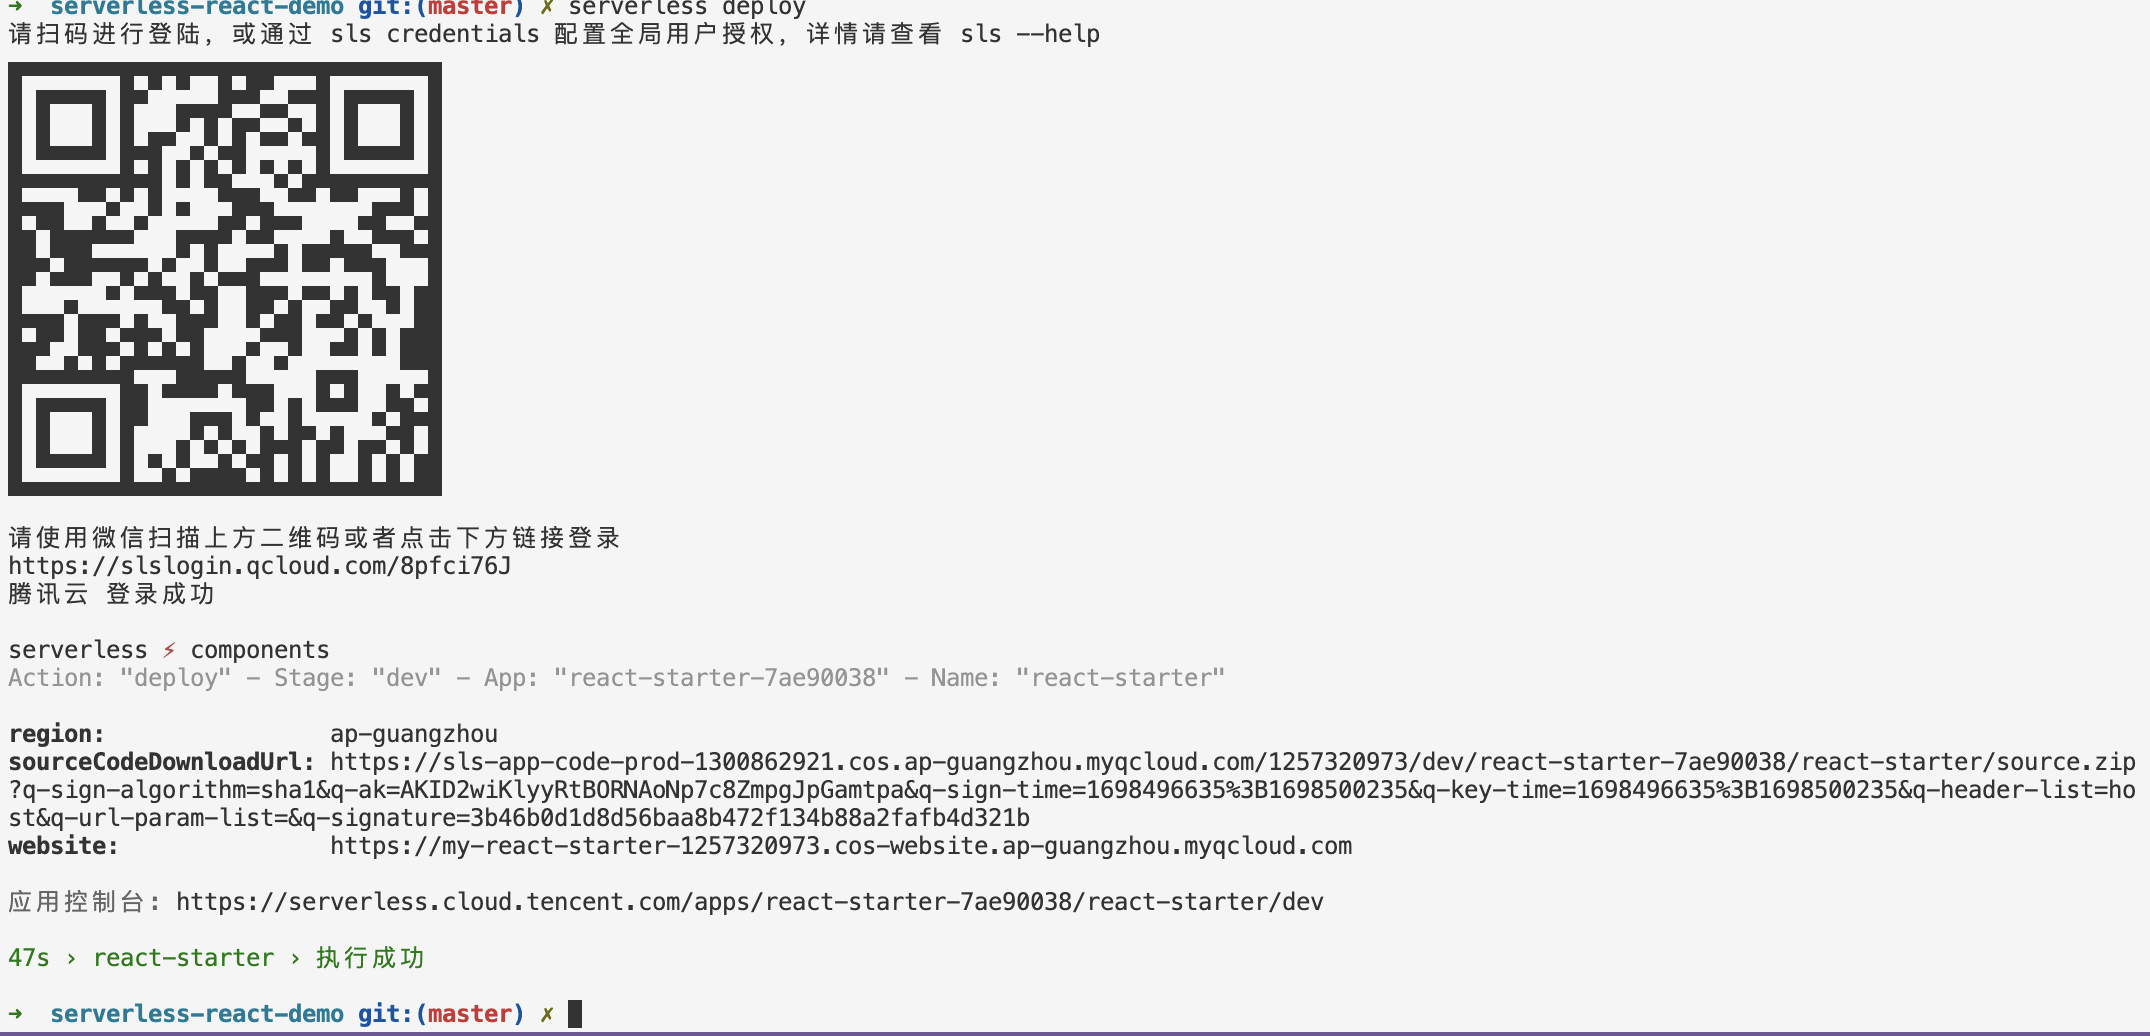 ➜  serverless-react-demo git:(master) ✗ serverless deploy
请扫码进行登陆, 或通过 sls credentials 配置全局用户授权, 详情请查看 sls --help
请使用微信扫描上方二维码或者点击下方链接登录
https://slslogin.qcloud.com/8pfci76J
腾讯云 登录成功
serverless ⚡ components
Action: "deploy" - Stage: "dev" - App: "react-starter-7ae90038" - Name: "react-starter"
region:                ap-guangzhou
sourceCodeDownloadUrl: https://sls-app-code-prod-1300862921.cos.ap-guangzhou.myqcloud.com/1257320973/dev/react-starter-7ae90038/react-starter/source.zip
?q-sign-algorithm=sha1&q-ak=AKID2wiKlyyRtBORNAoNp7c8ZmpgJpGamtpa&q-sign-time=1698496635%3B1698500235&q-key-time=1698496635%3B1698500235&q-header-list=ho
st&q-url-param-list=&q-signature=3b46b0d1d8d56baa8b472f134b88a2fafb4d321b
website:               https://my-react-starter-1257320973.cos-website.ap-guangzhou.myqcloud.com
应用控制台: https://serverless.cloud.tencent.com/apps/react-starter-7ae90038/react-starter/dev
47s › react-starter › 执行成功
➜  serverless-react-demo git:(master) ✗